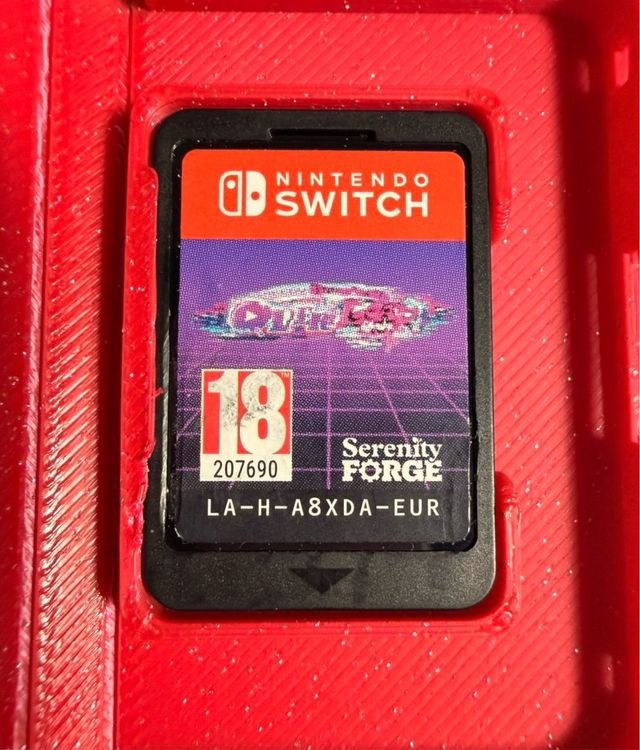 NINTENDO
SWITCH
18
207690
Serenity
FORGE
LA-H-A8XDA-EUR